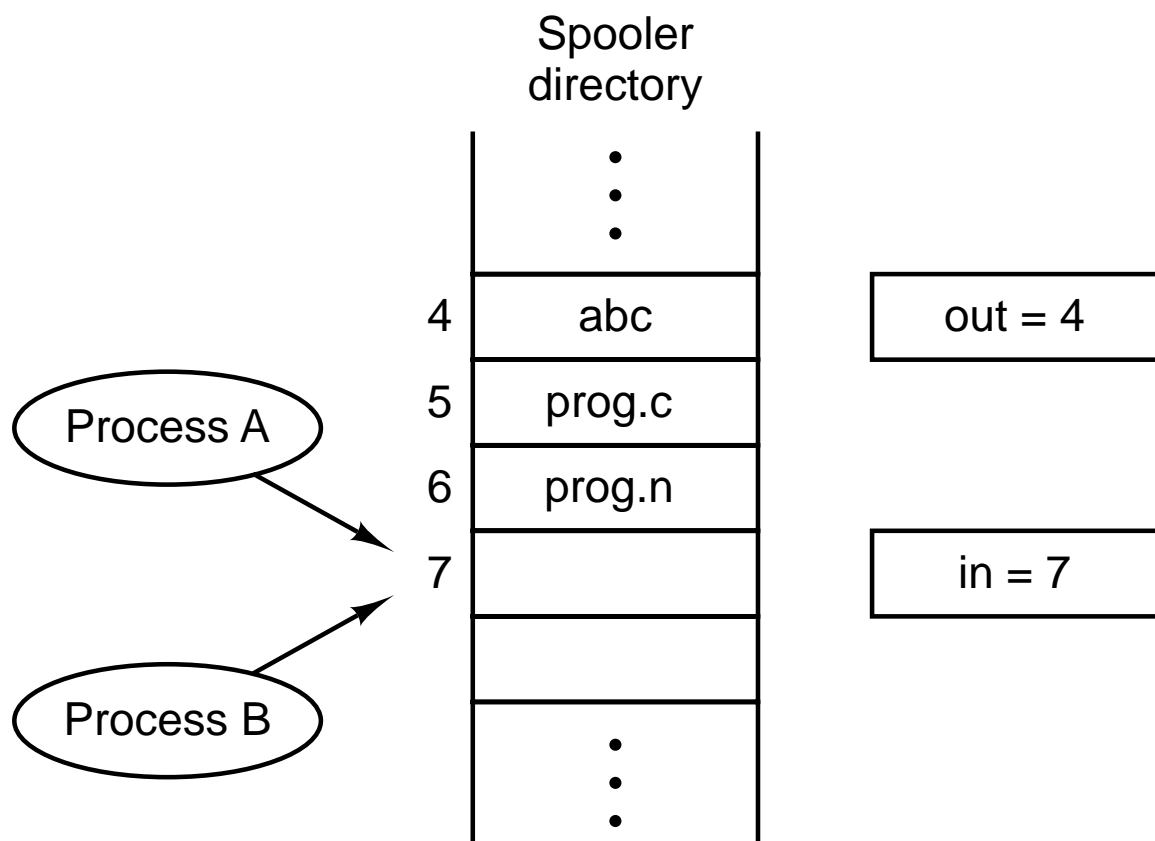 Spooler
directory
4 abc out = 4
5 prog.c
Process A
6 prog.n
7 in = 7
Process B